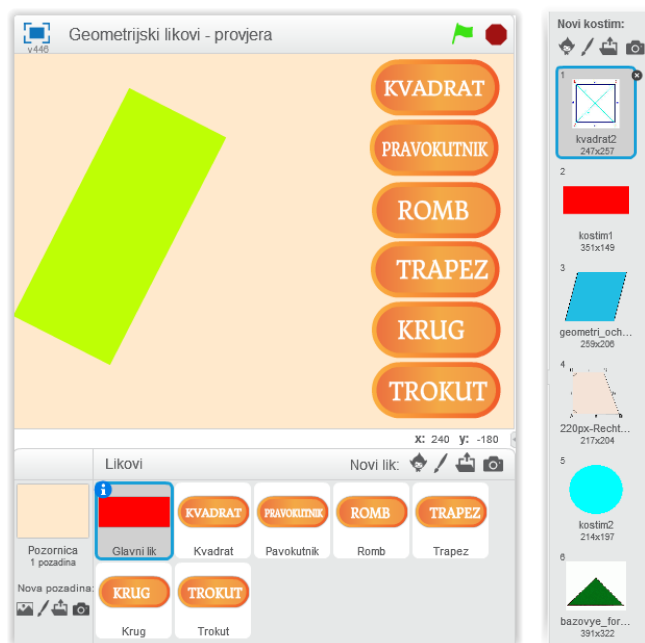 Geometrijski likovi - provjera
v446
KVADRAT
PRAVOKUTNIK
ROMB
TRAPEZ
KRUG
TROKUT
x: 240 y: -180
Likovi
Novi lik:
Pozornica
1 pozadina
Nova pozadina:
Glavni lik
KVADRAT
Kvadrat
PRAVOKUTNIK
Pavokutnik
ROMB
Romb
TRAPEZ
Trapez
KRUG
Krug
TROKUT
Trokut
Novi kostim:
1
kvadrat2
247x257
2
kostim1
351x149
3
geometri_och...
259x206
4
220px-Recht...
217x204
5
kostim2
214x197
6
bazovye_for...
391x322